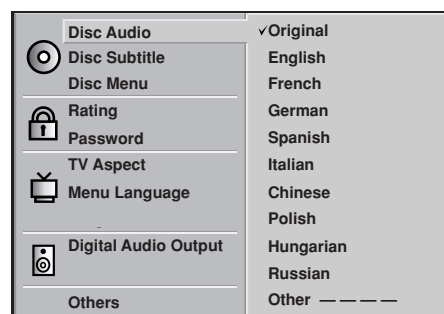 Disc Audio
Disc Subtitle
Disc Menu
Rating
Password
TV Aspect
Menu Language
Digital Audio Output
Others
✓Original
English
French
German
Spanish
Italian
Chinese
Polish
Hungarian
Russian
Other — — — —